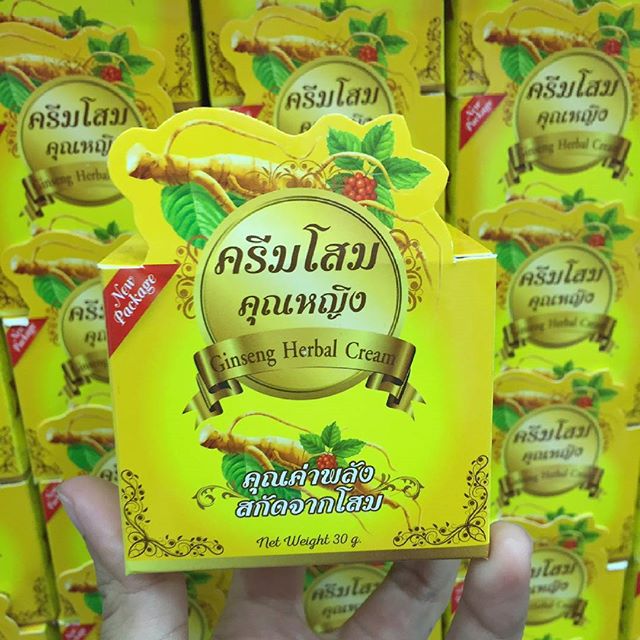 ครีมโสม
คุณหญิง
Ginseng Herbal Cream
New
Package
คุณค่าพลัง
สกัดจากโสม
Net Weight 30 g.